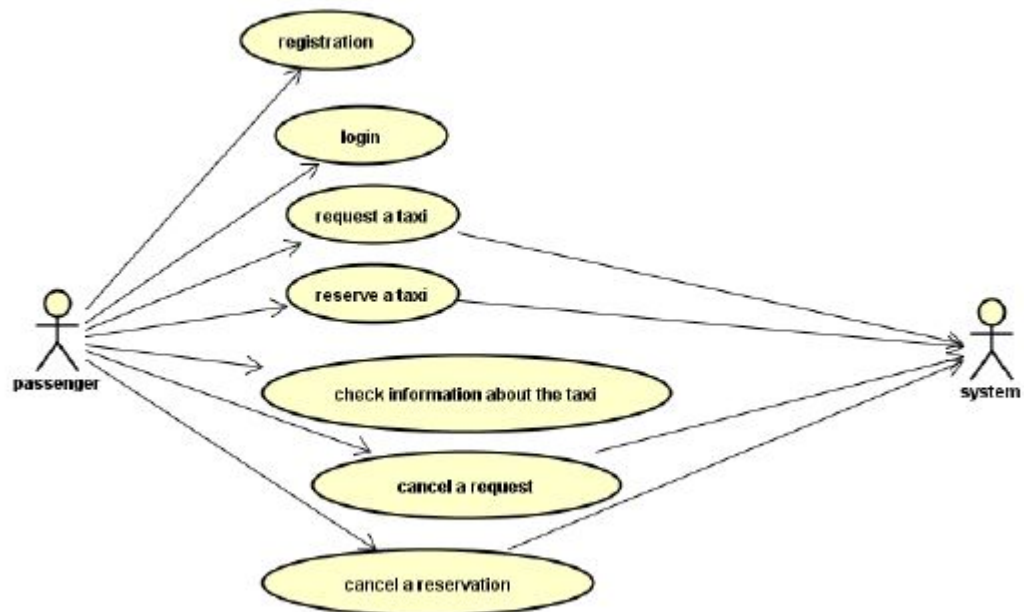 registration
login
request a taxi
reserve a taxi
passenger
check information about the taxi
system
cancel a request
cancel a reservation